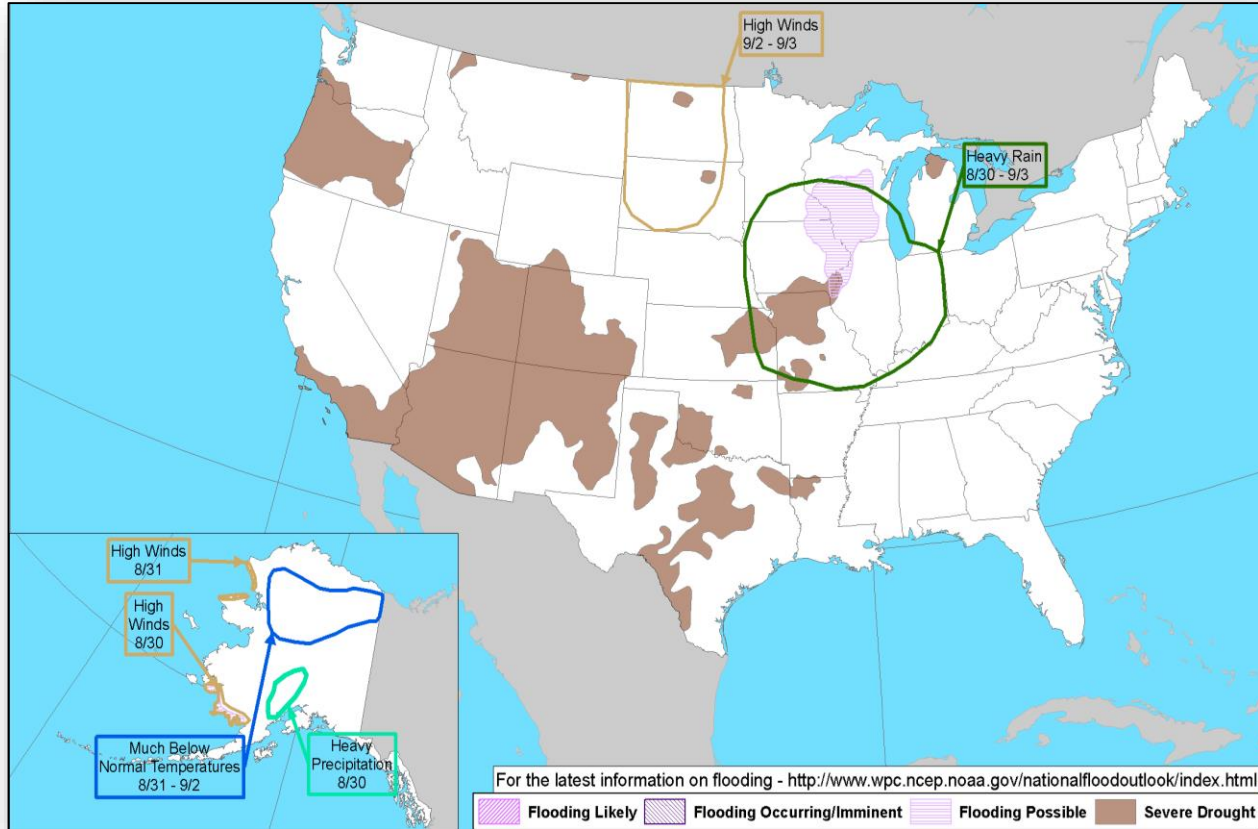 High Winds
9/2 - 9/3
Heavy Rain
8/30 - 9/3
High Winds
8/31
High
Winds
8/30
Much Below
Normal Temperatures
8/31 - 9/2
Heavy
Precipitation
8/30
For the latest information on flooding - http://www.wpc.ncep.noaa.gov/nationalfloodoutlook/index.html
Flooding Likely Flooding Occurring/Imminent Flooding Possible Severe Drought